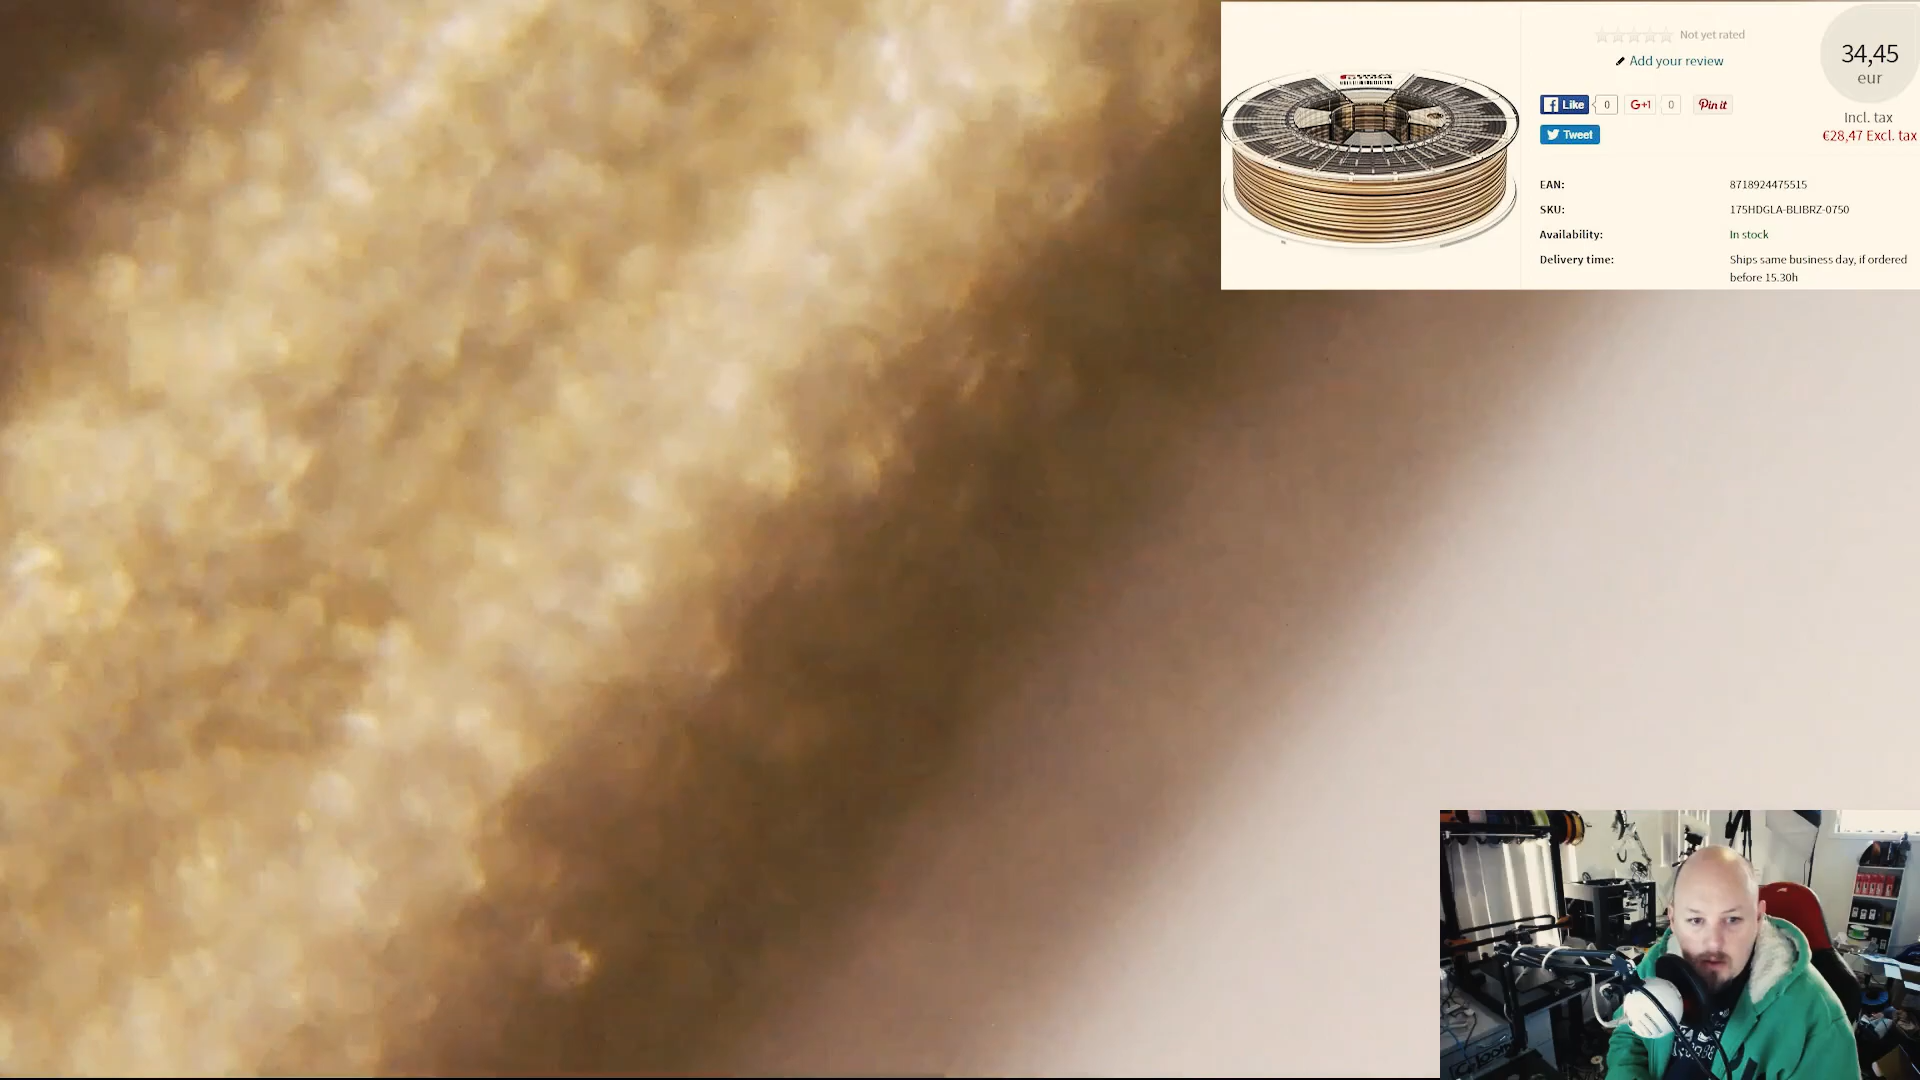 Not yet rated
Add your review
34,45
eur
Like 0
G+1 0
Pin it
Incl. tax
Tweet
€28,47 Excl. tax
EAN: 8718924475515
SKU: 175HDGLA-BLIBRZ-0750
Availability: In stock
Delivery time: Ships same business day, if ordered
before 15.30h